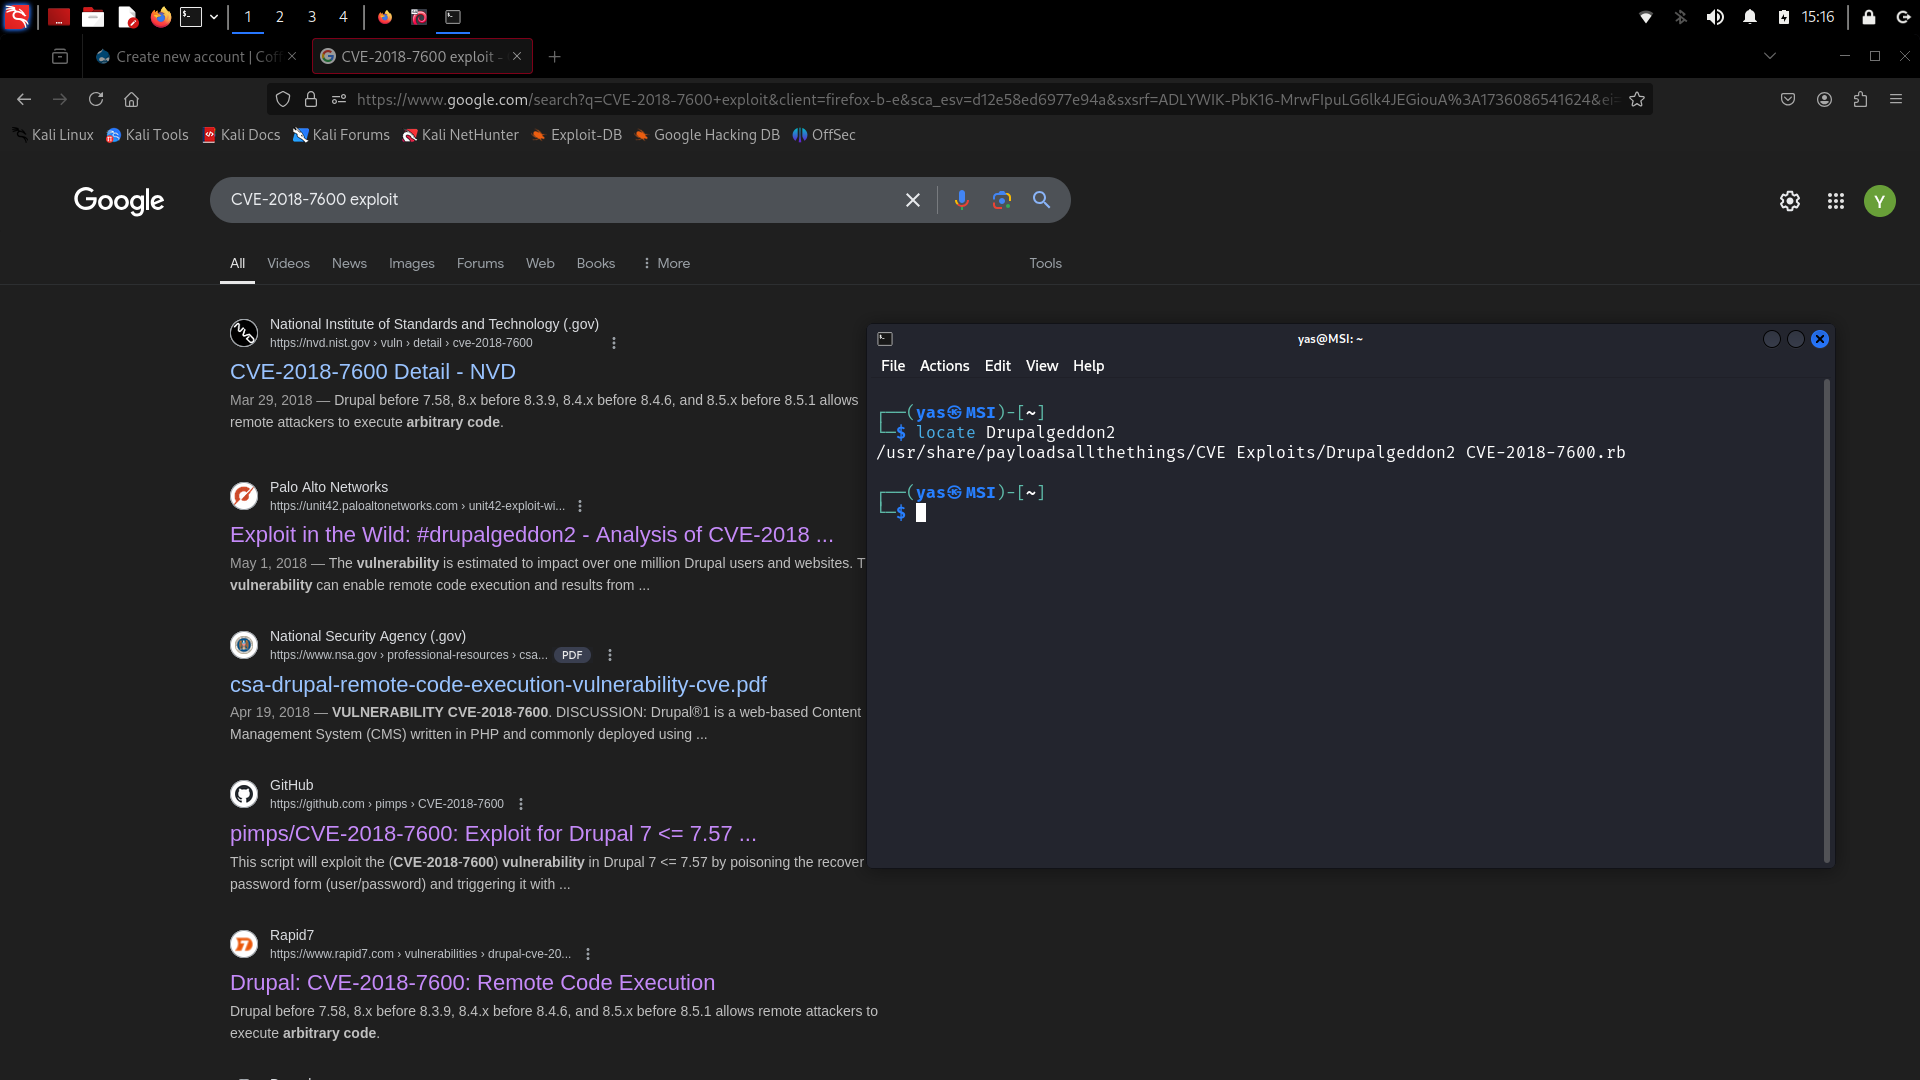 1 2 3 4
15:16
Create new account | Cof
CVE-2018-7600 exploit -
https://www.google.com/search?q=CVE-2018-7600+exploit&client=firefox-b-e&sca_esv=d12e58ed6977e94a&sxsrf=ADLYWIK-PbK16-MrwFIpuLG6lk4JEGiouA%3A1736086541624&ei=
Kali Linux Kali Tools Kali Docs Kali Forums Kali NetHunter Exploit-DB Google Hacking DB OffSec
Google
CVE-2018-7600 exploit
Y
All Videos News Images Forums Web Books More Tools
National Institute of Standards and Technology (.gov)
https://nvd.nist.gov › vuln › detail › cve-2018-7600
CVE-2018-7600 Detail - NVD
Mar 29, 2018 — Drupal before 7.58, 8.x before 8.3.9, 8.4.x before 8.4.6, and 8.5.x before 8.5.1 allows
remote attackers to execute arbitrary code.
Palo Alto Networks
https://unit42.paloaltonetworks.com › unit42-exploit-wi...
Exploit in the Wild: #drupalgeddon2 - Analysis of CVE-2018 ...
May 1, 2018 — The vulnerability is estimated to impact over one million Drupal users and websites. T
vulnerability can enable remote code execution and results from ...
National Security Agency (.gov)
https://www.nsa.gov › professional-resources › csa... PDF
csa-drupal-remote-code-execution-vulnerability-cve.pdf
Apr 19, 2018 — VULNERABILITY CVE-2018-7600. DISCUSSION: Drupal®1 is a web-based Content
Management System (CMS) written in PHP and commonly deployed using ...
GitHub
https://github.com › pimps › CVE-2018-7600
pimps/CVE-2018-7600: Exploit for Drupal 7 <= 7.57 ...
This script will exploit the (CVE-2018-7600) vulnerability in Drupal 7 <= 7.57 by poisoning the recover
password form (user/password) and triggering it with ...
Rapid7
https://www.rapid7.com › vulnerabilities › drupal-cve-20...
Drupal: CVE-2018-7600: Remote Code Execution
Drupal before 7.58, 8.x before 8.3.9, 8.4.x before 8.4.6, and 8.5.x before 8.5.1 allows remote attackers to
execute arbitrary code.
yas@MSI: ~
File Actions Edit View Help
┌──(yas㉿MSI)-[~]
└─$ locate Drupalgeddon2
/usr/share/payloadsallthethings/CVE Exploits/Drupalgeddon2 CVE-2018-7600.rb
┌──(yas㉿MSI)-[~]
└─$